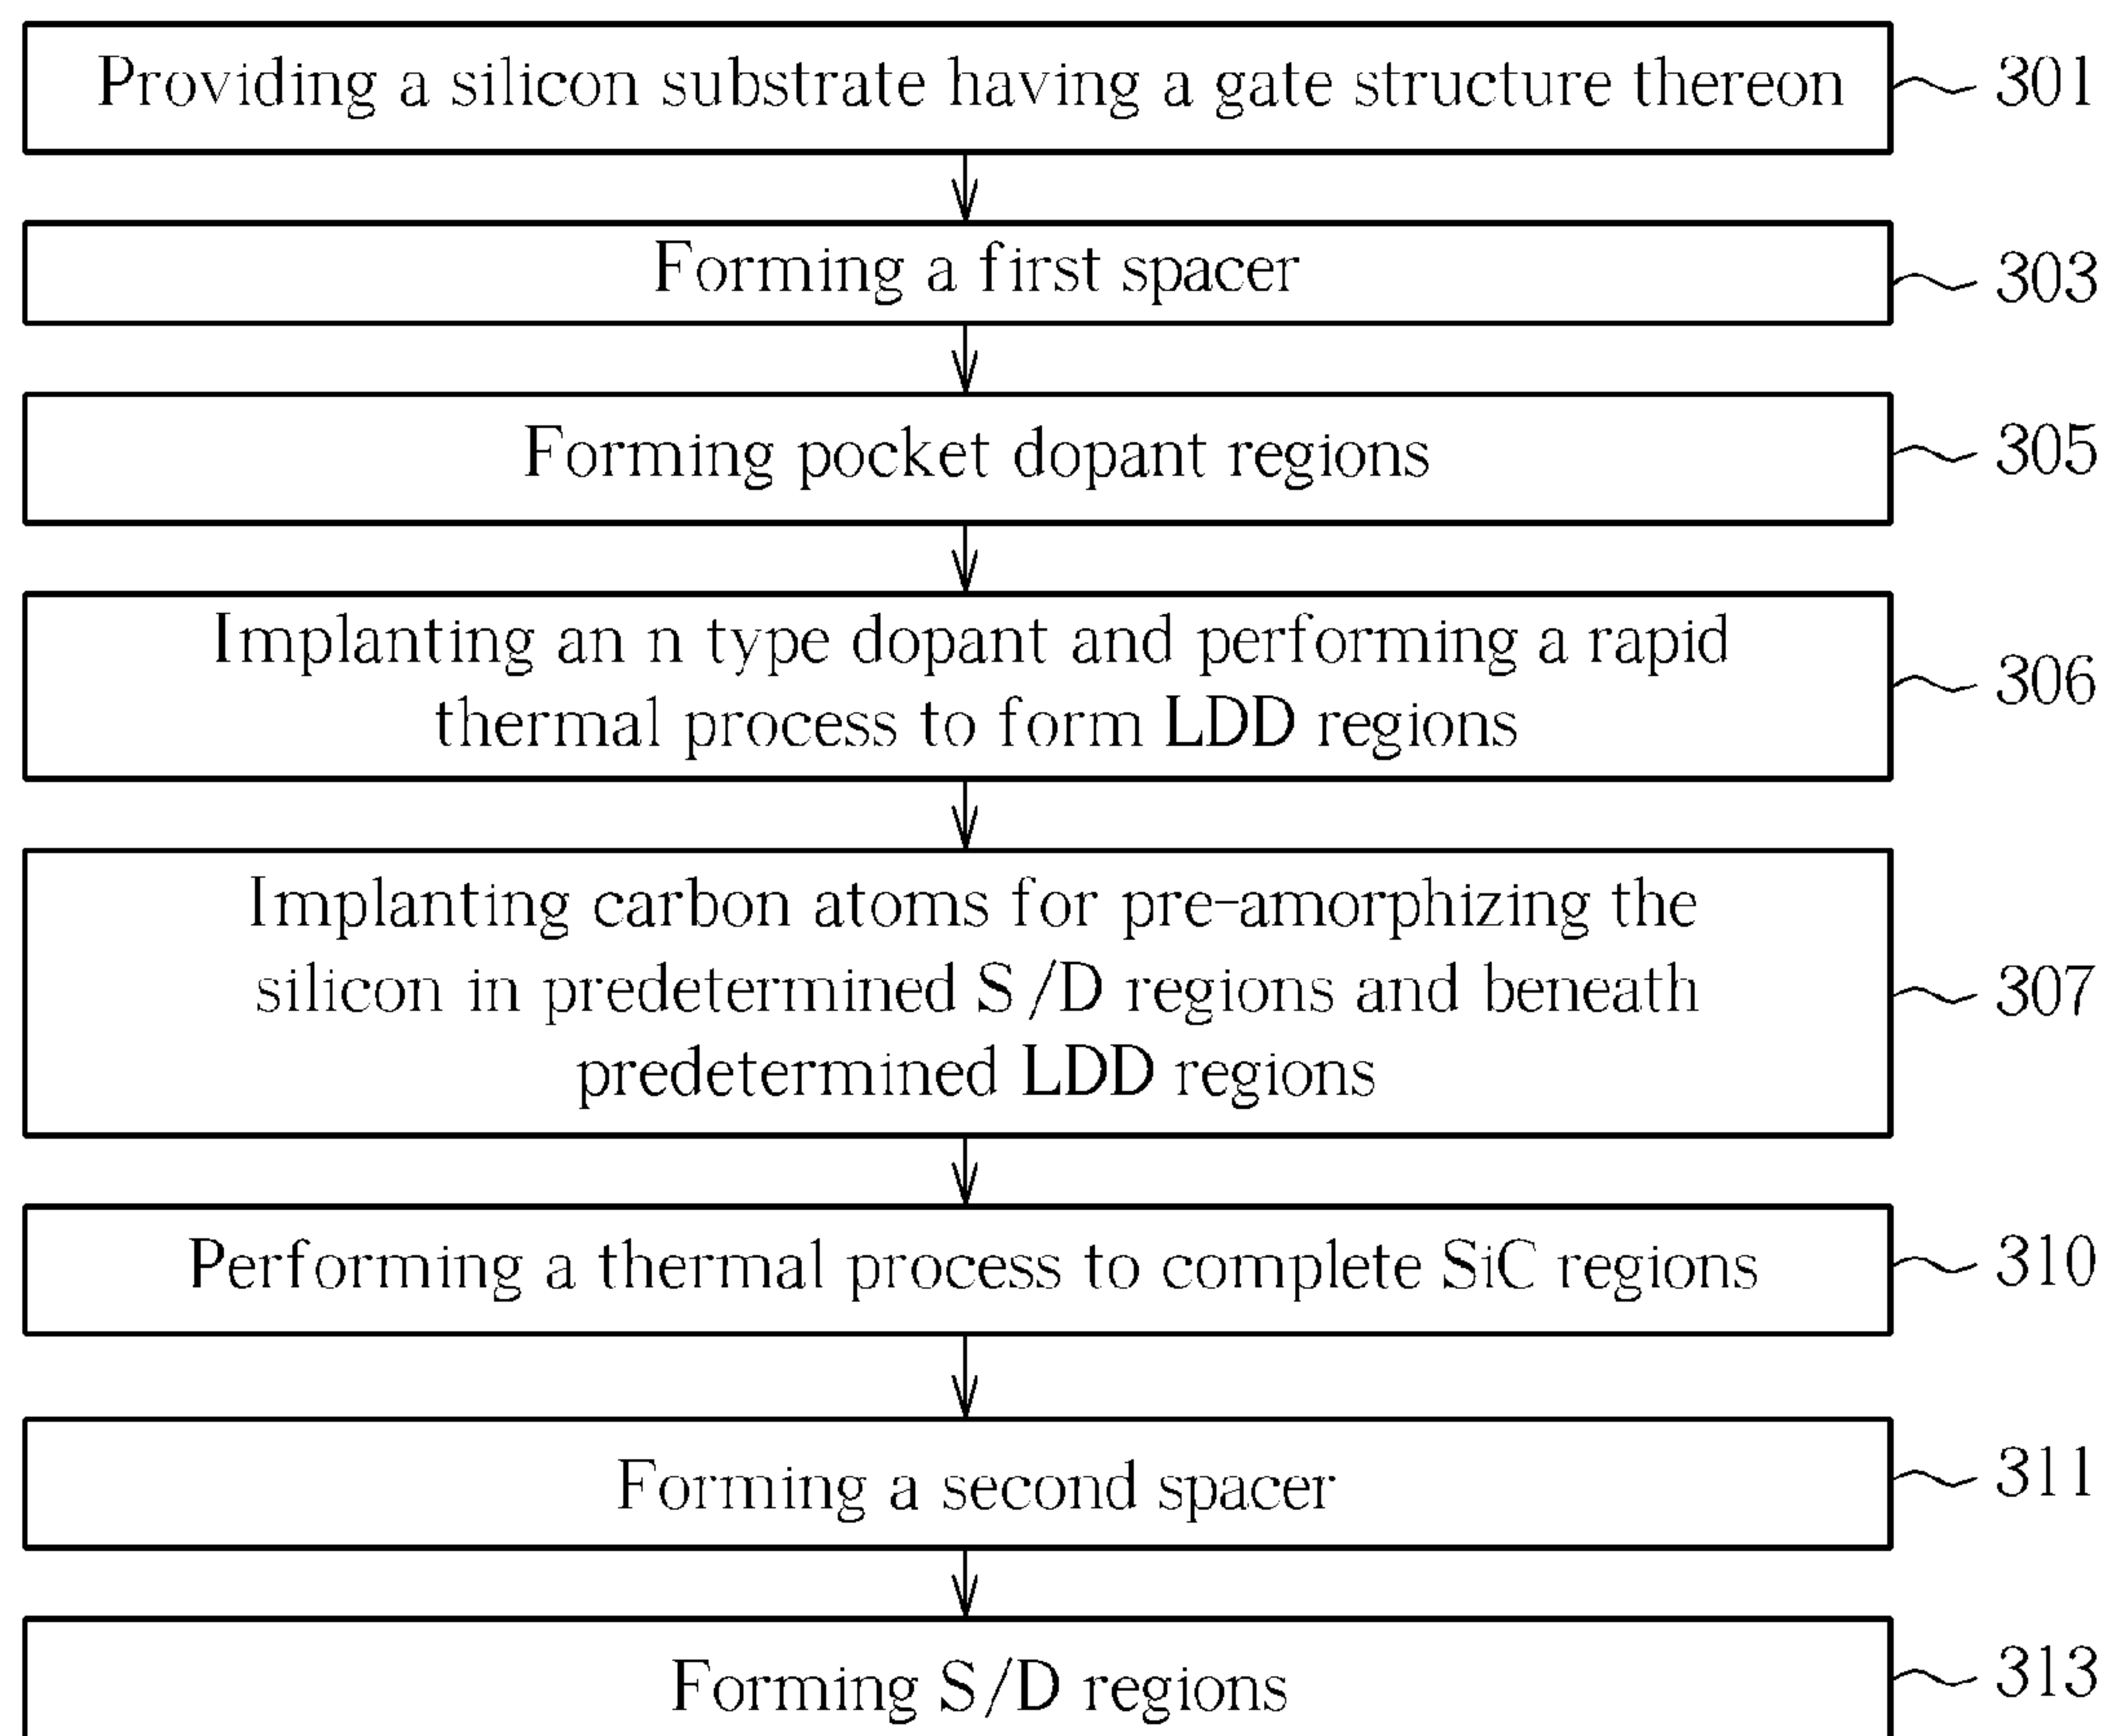 Providing a silicon substrate having a gate structure thereon
301
Forming a first spacer
303
Forming pocket dopant regions
305
Implanting an n type dopant and performing a rapid
thermal process to form LDD regions
306
Implanting carbon atoms for pre-amorphizing the
silicon in predetermined S/D regions and beneath
predetermined LDD regions
307
Performing a thermal process to complete SiC regions
310
Forming a second spacer
311
Forming S/D regions
313